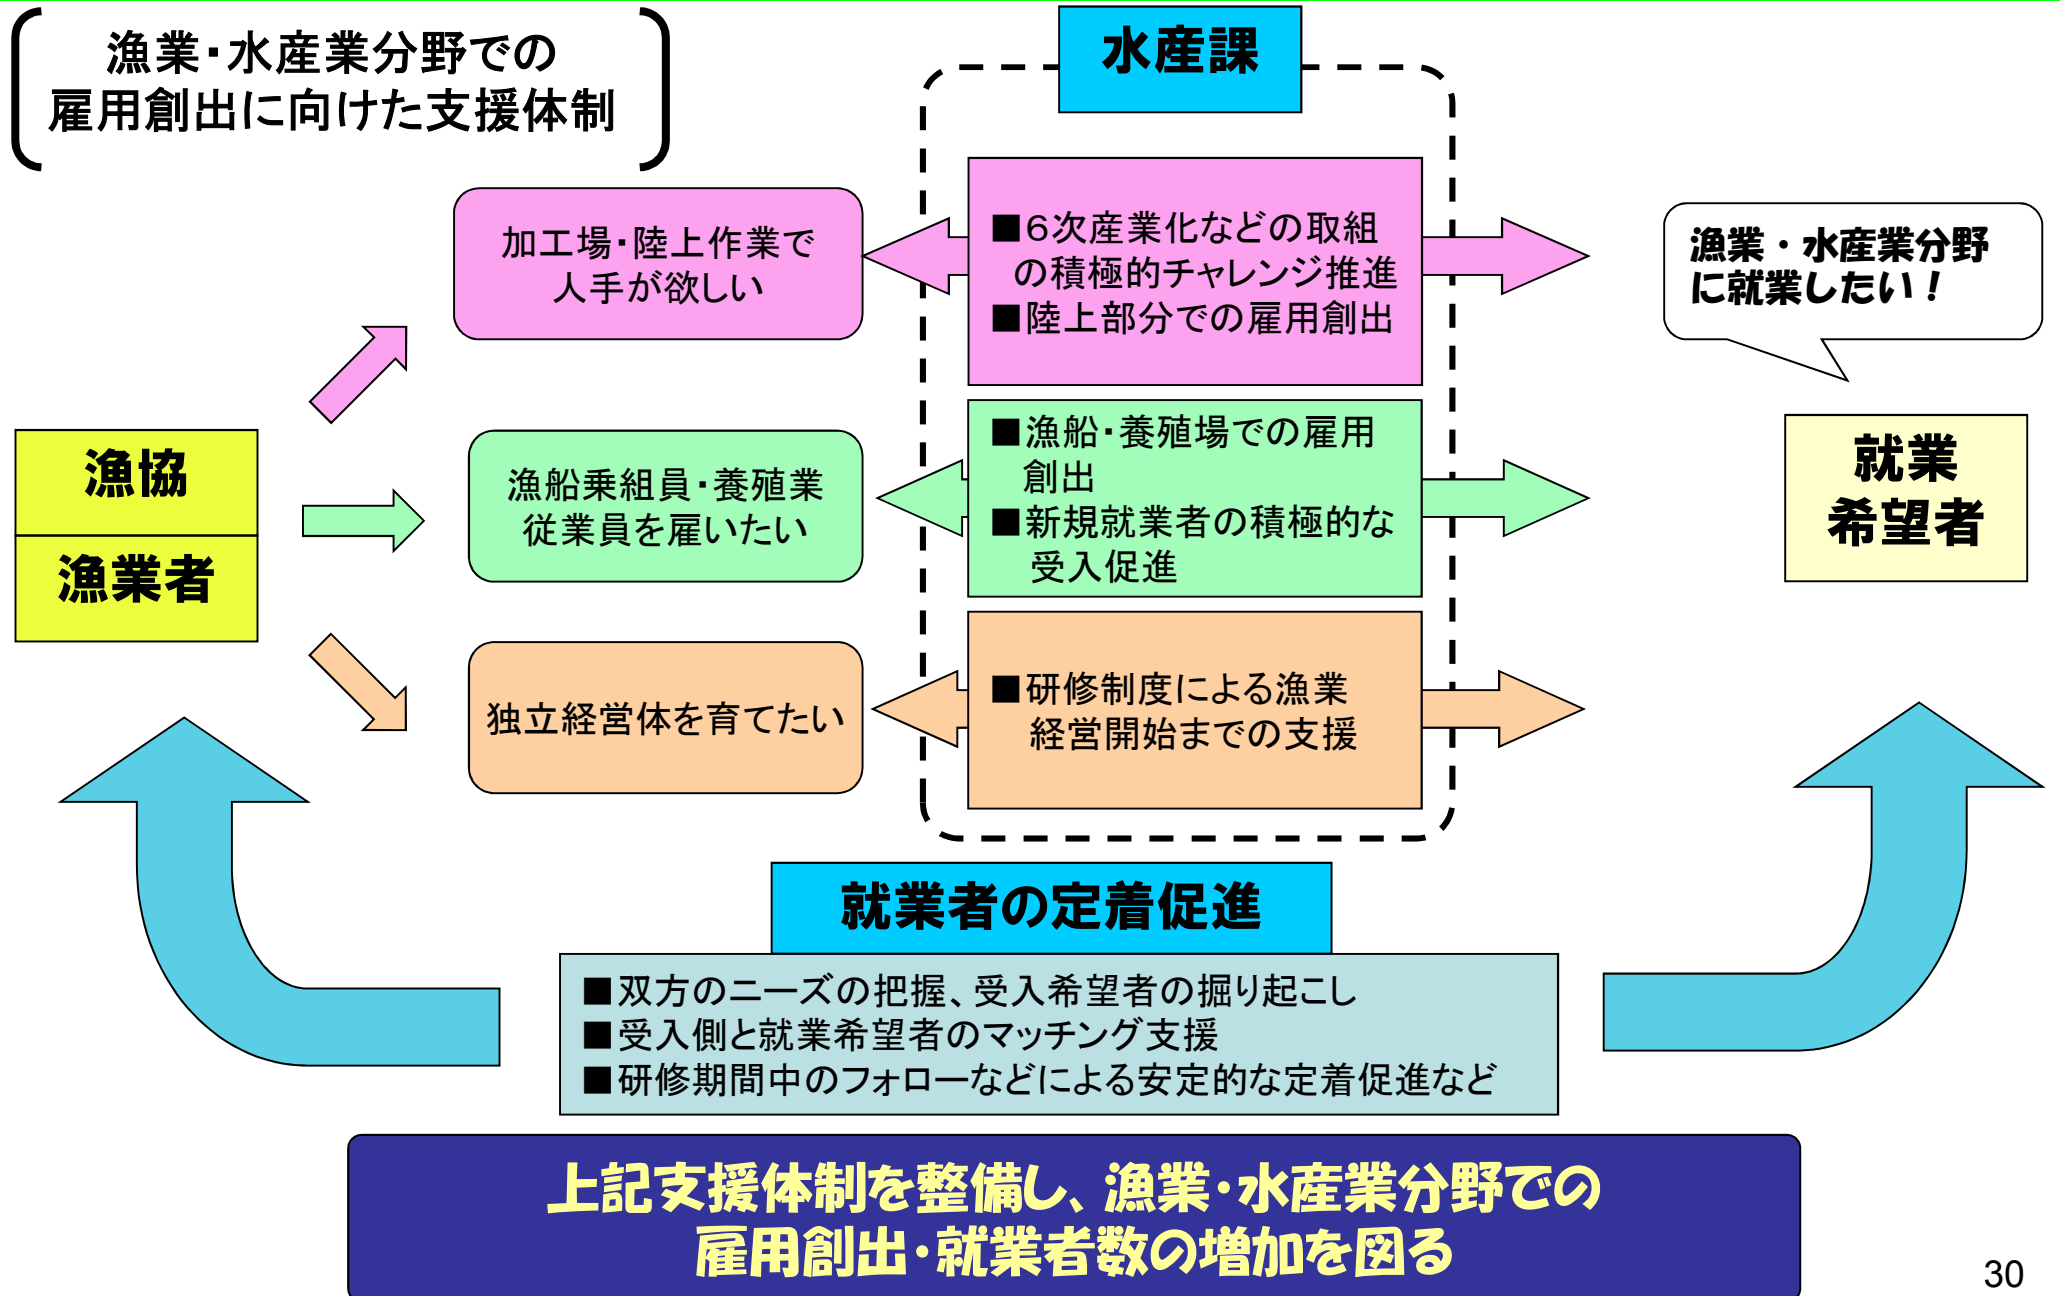 漁業・水産業分野での
雇用創出に向けた支援体制
水産課
加工場・陸上作業で
人手が欲しい
■６次産業化などの取組
の積極的チャレンジ推進
■陸上部分での雇用創出
漁業・水産業分野
に就業したい！
漁協
漁業者
漁船乗組員・養殖業
従業員を雇いたい
■漁船・養殖場での雇用
創出
■新規就業者の積極的な
受入促進
就業
希望者
独立経営体を育てたい
■研修制度による漁業
経営開始までの支援
就業者の定着促進
■双方のニーズの把握、受入希望者の掘り起こし
■受入側と就業希望者のマッチング支援
■研修期間中のフォローなどによる安定的な定着促進など
上記支援体制を整備し、漁業・水産業分野での
雇用創出・就業者数の増加を図る
30